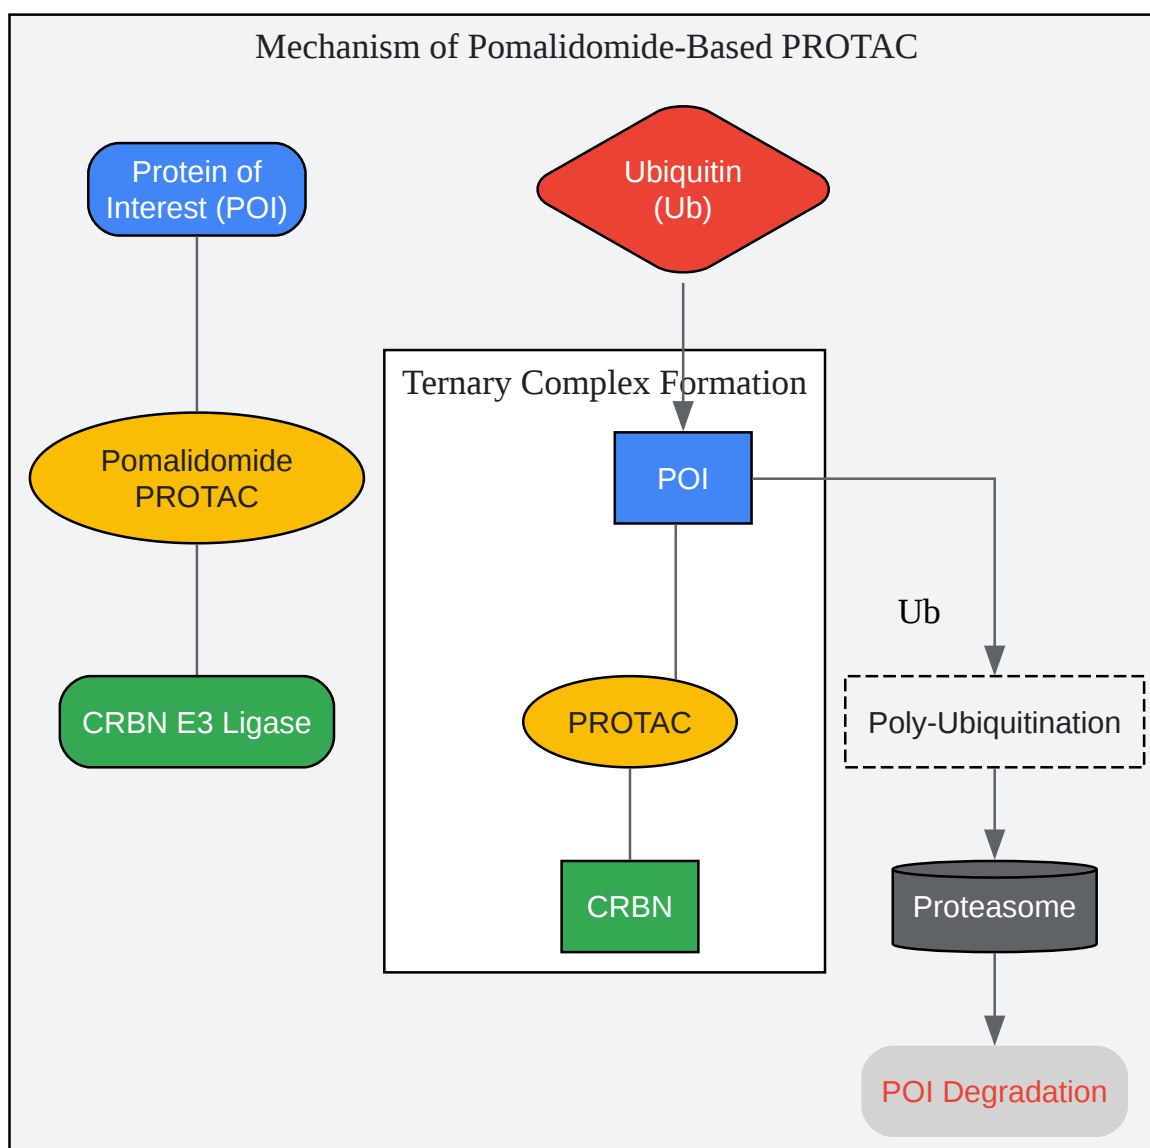 Mechanism of Pomalidomide-Based PROTAC
Protein of
Interest (POI)
Ubiquitin
(Ub)
Ternary Complex Formation
Pomalidomide
PROTAC
POI
Ub
CRBN E3 Ligase
PROTAC
Poly-Ubiquitination
CRBN
Proteasome
POI Degradation